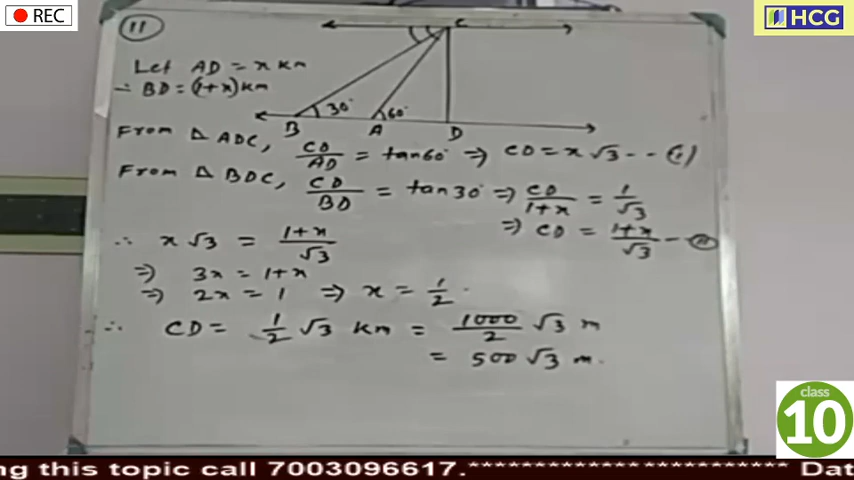 REC
HCG
11
C
Let AD = x km
∴ BD = (1+x) km
30° 60°
B A D
From Δ ADC, CD/AD = tan60° ⇒ CD = x√3 -- (i)
From Δ BDC, CD/BD = tan30° ⇒ CD/1+x = 1/√3
⇒ CD = 1+x/√3 - (ii)
∴ x√3 = 1+x/√3
⇒ 3x = 1+x
⇒ 2x = 1 ⇒ x = 1/2
∴ CD = 1/2 √3 km = 1000/2 √3 m
= 500√3 m.
class
10
ng this topic call 7003096617.************************ Dat